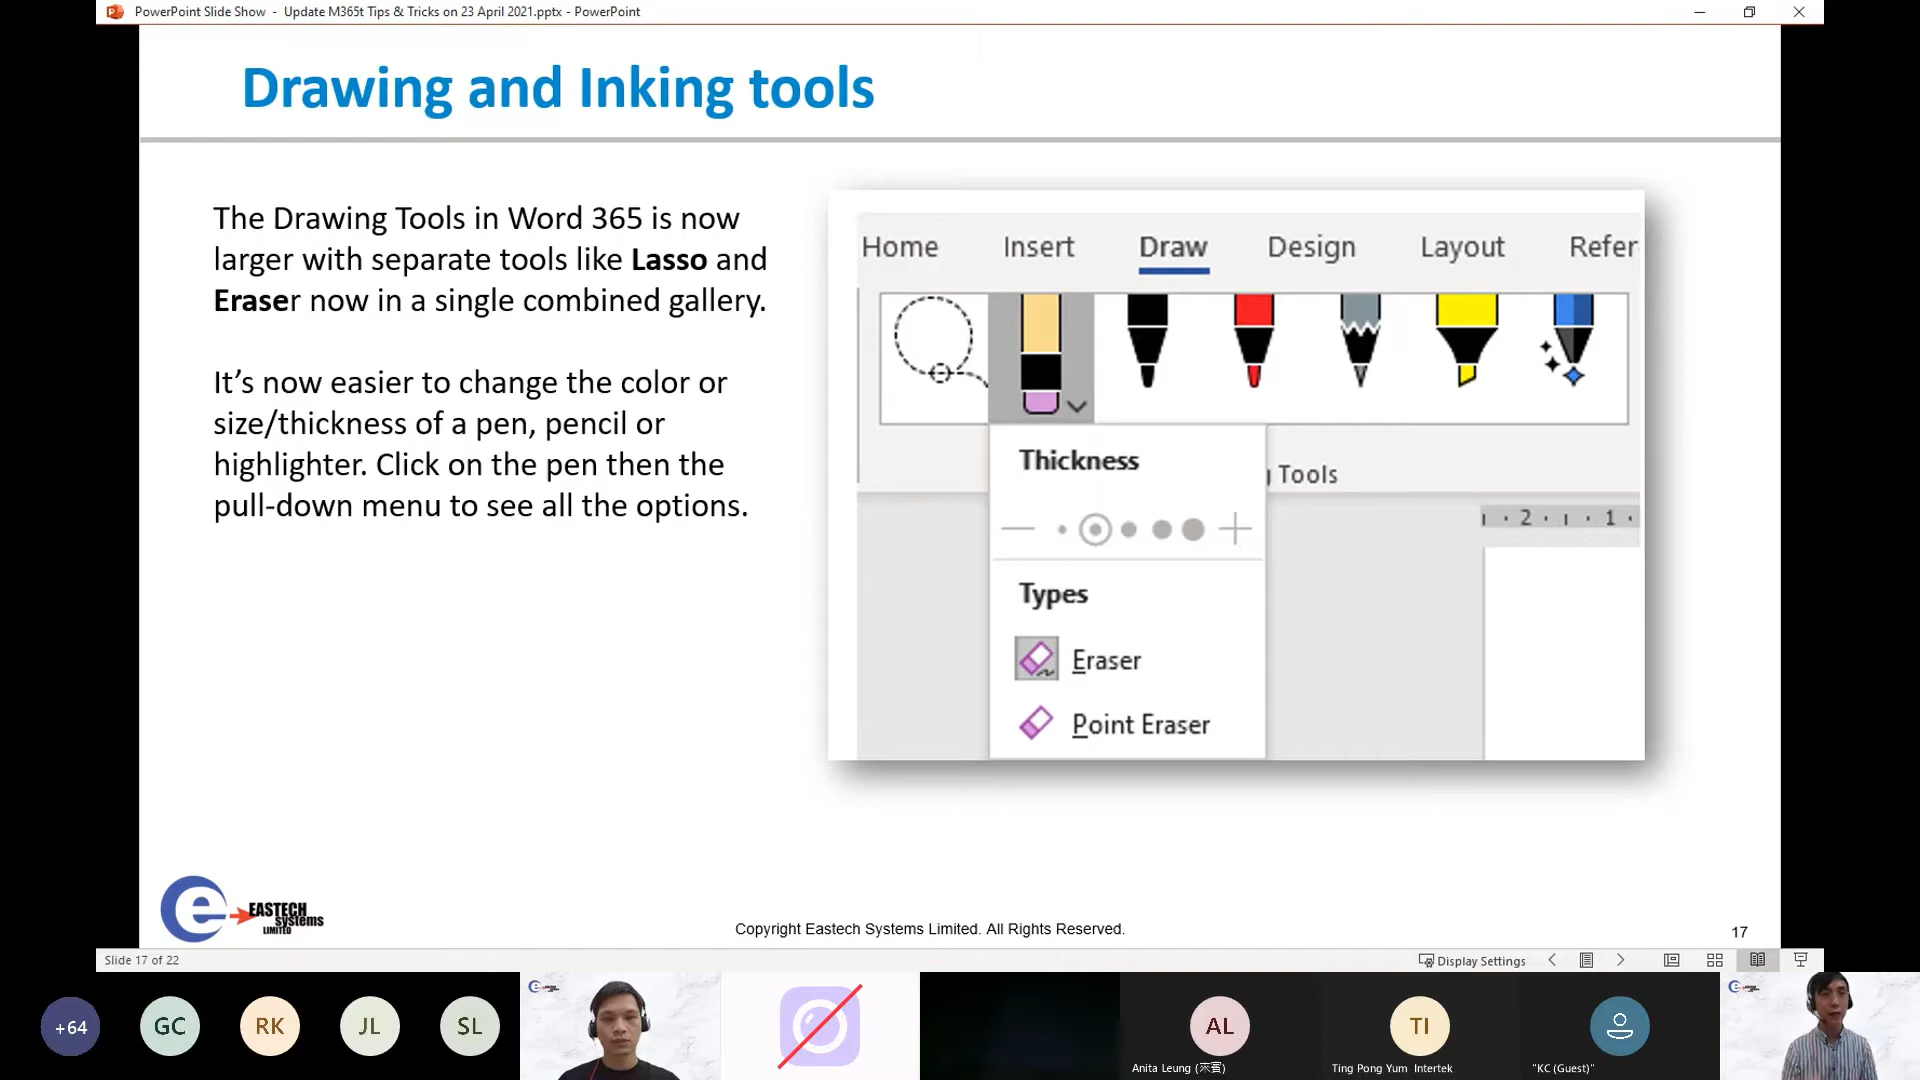 PowerPoint Slide Show - Update M365t Tips & Tricks on 23 April 2021.pptx - PowerPoint
Drawing and Inking tools
The Drawing Tools in Word 365 is now
larger with separate tools like Lasso and
Eraser now in a single combined gallery.
It’s now easier to change the color or
size/thickness of a pen, pencil or
highlighter. Click on the pen then the
pull-down menu to see all the options.
Home Insert Draw Design Layout Refer
Thickness
Tools
2 1
Types
Eraser
Point Eraser
e EASTECH
Systems
LIMITED
Copyright Eastech Systems Limited. All Rights Reserved.
17
Slide 17 of 22
Display Settings
+64 GC RK JL SL AL TI
Anita Leung (來賓) Ting Pong Yum Intertek "KC (Guest)"